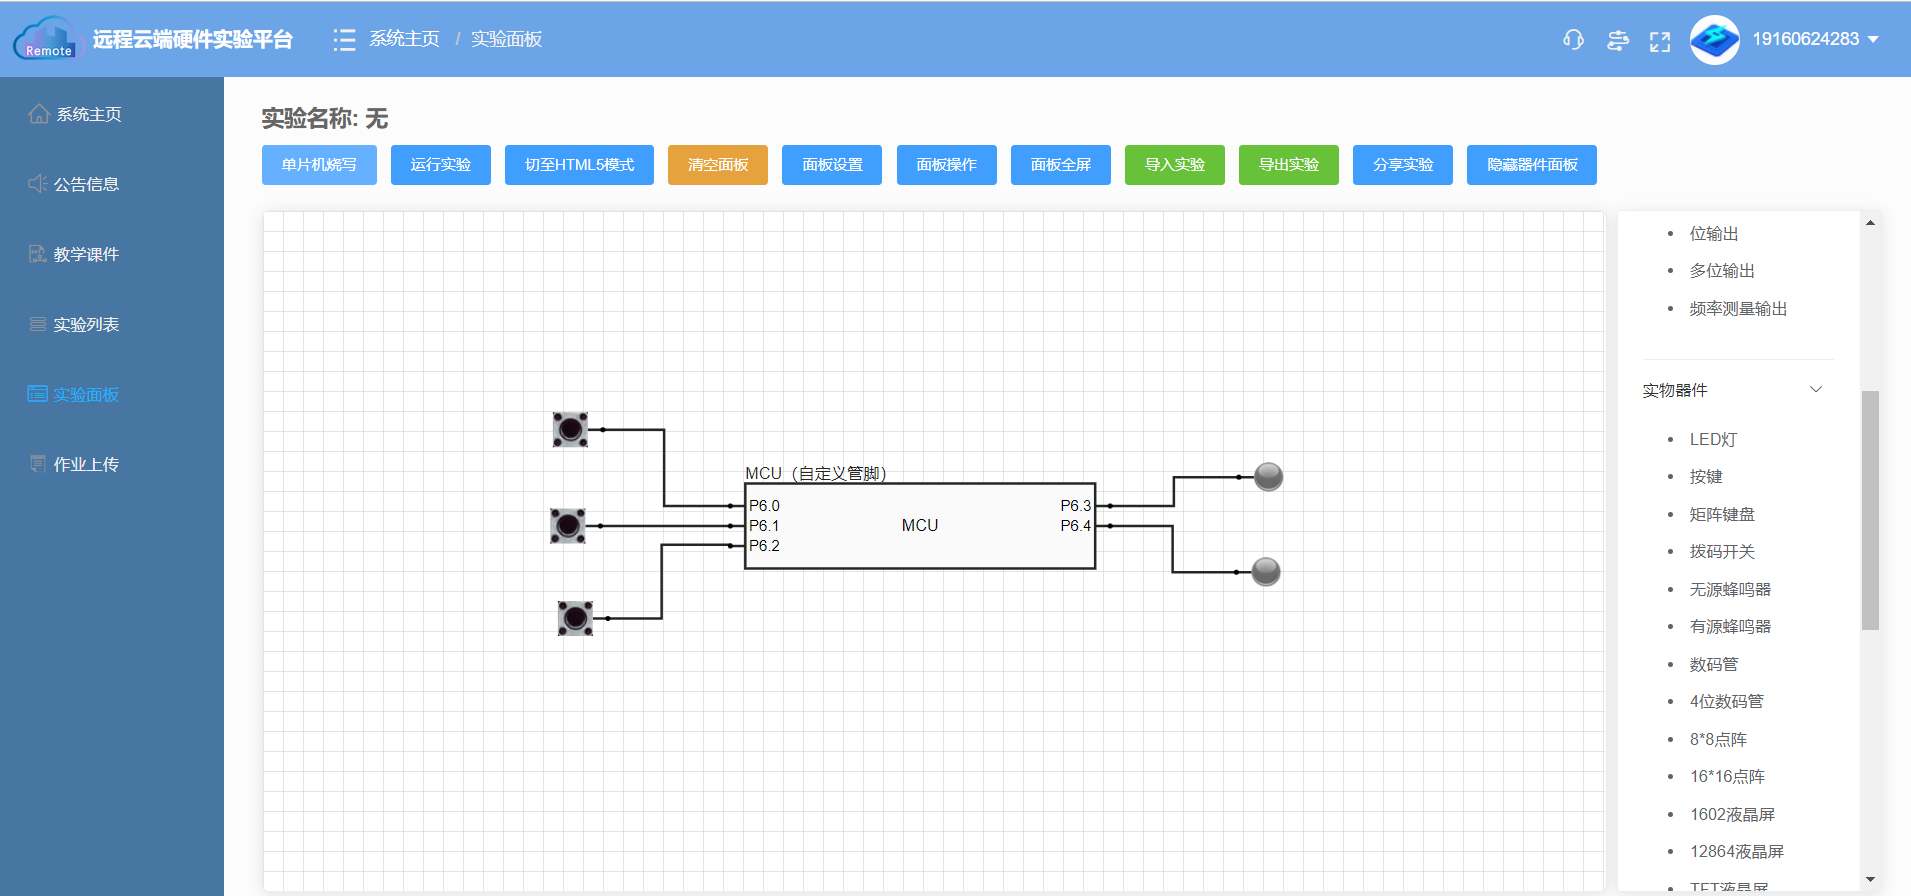 Remote
远程云端硬件实验平台
系统主页 / 实验面板
19160624283
系统主页
公告信息
教学课件
实验列表
实验面板
作业上传
实验名称: 无
单片机烧写
运行实验
切至HTML5模式
清空面板
面板设置
面板操作
面板全屏
导入实验
导出实验
分享实验
隐藏器件面板
MCU（自定义管脚）
P6.0
P6.1
P6.2
MCU
P6.3
P6.4
位输出
多位输出
频率测量输出
实物器件
LED灯
按键
矩阵键盘
拨码开关
无源蜂鸣器
有源蜂鸣器
数码管
4位数码管
8*8点阵
16*16点阵
1602液晶屏
12864液晶屏
TFT液晶屏